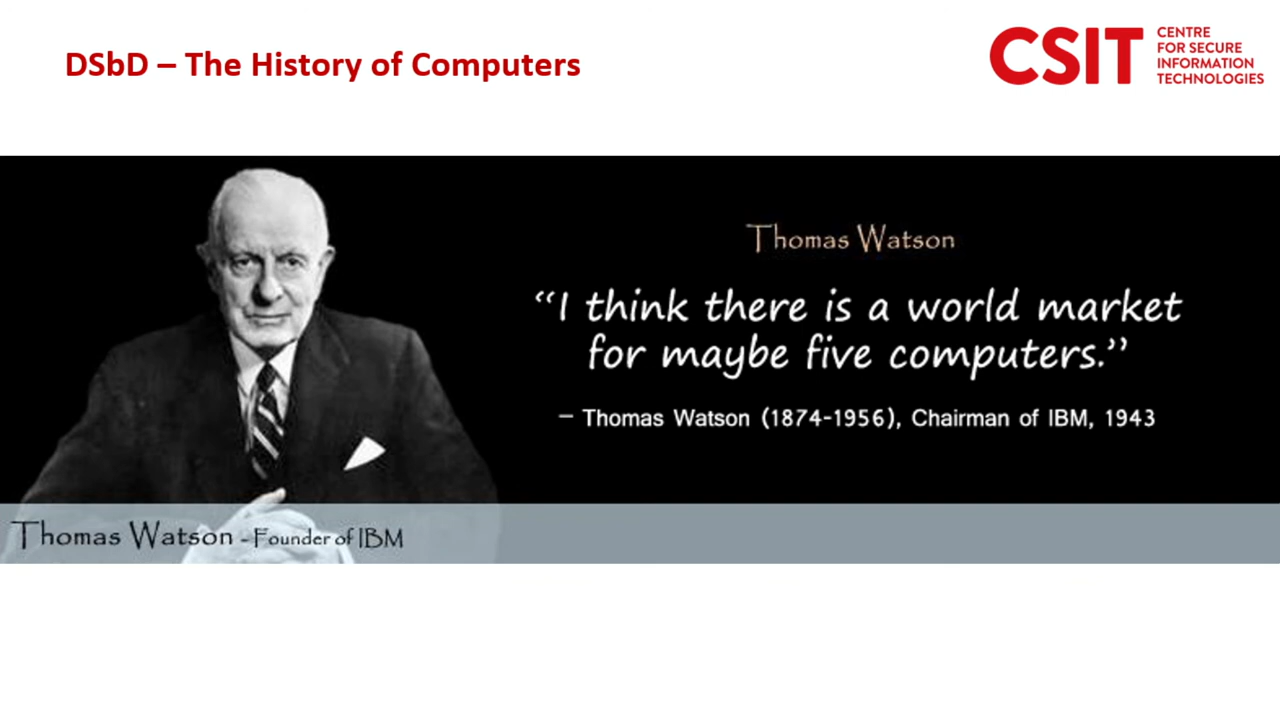 DSbD – The History of Computers
CSIT
CENTRE
FOR SECURE
INFORMATION
TECHNOLOGIES
Thomas Watson
“I think there is a world market
for maybe five computers.”
– Thomas Watson (1874-1956), Chairman of IBM, 1943
Thomas Watson - Founder of IBM